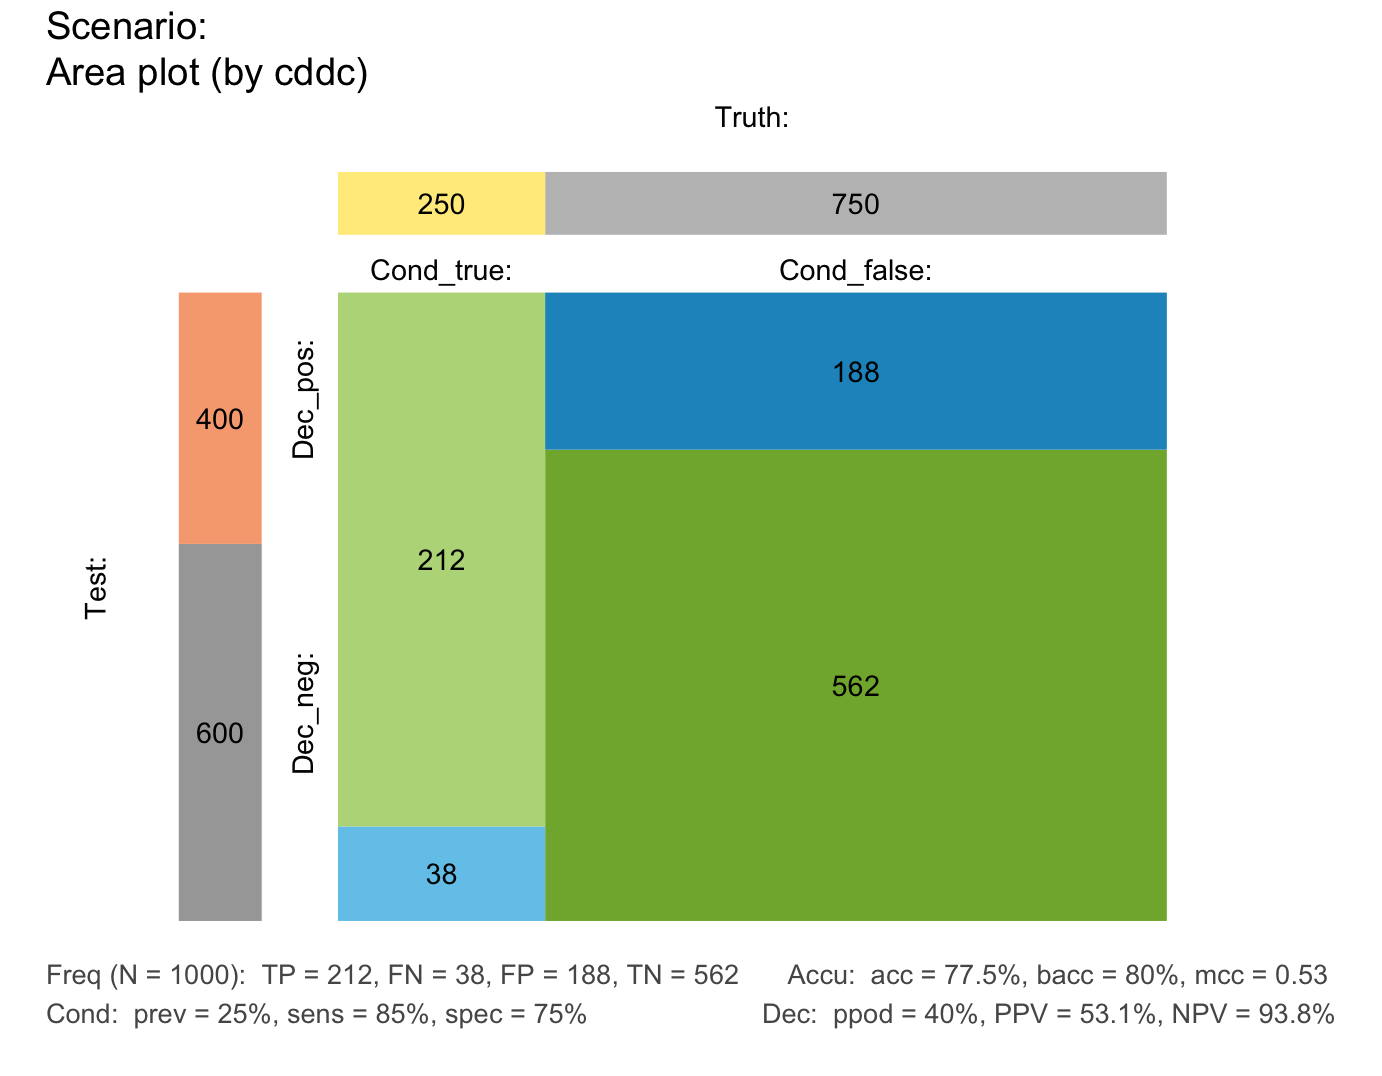 Scenario:
Area plot (by cddc)
Truth:
250
750
Cond_true:
Cond_false:
Test:
400
600
Dec_pos:
Dec_neg:
188
212
562
38
Freq (N = 1000):  TP = 212, FN = 38, FP = 188, TN = 562
Accu:  acc = 77.5%, bacc = 80%, mcc = 0.53
Cond:  prev = 25%, sens = 85%, spec = 75%
Dec:  ppod = 40%, PPV = 53.1%, NPV = 93.8%